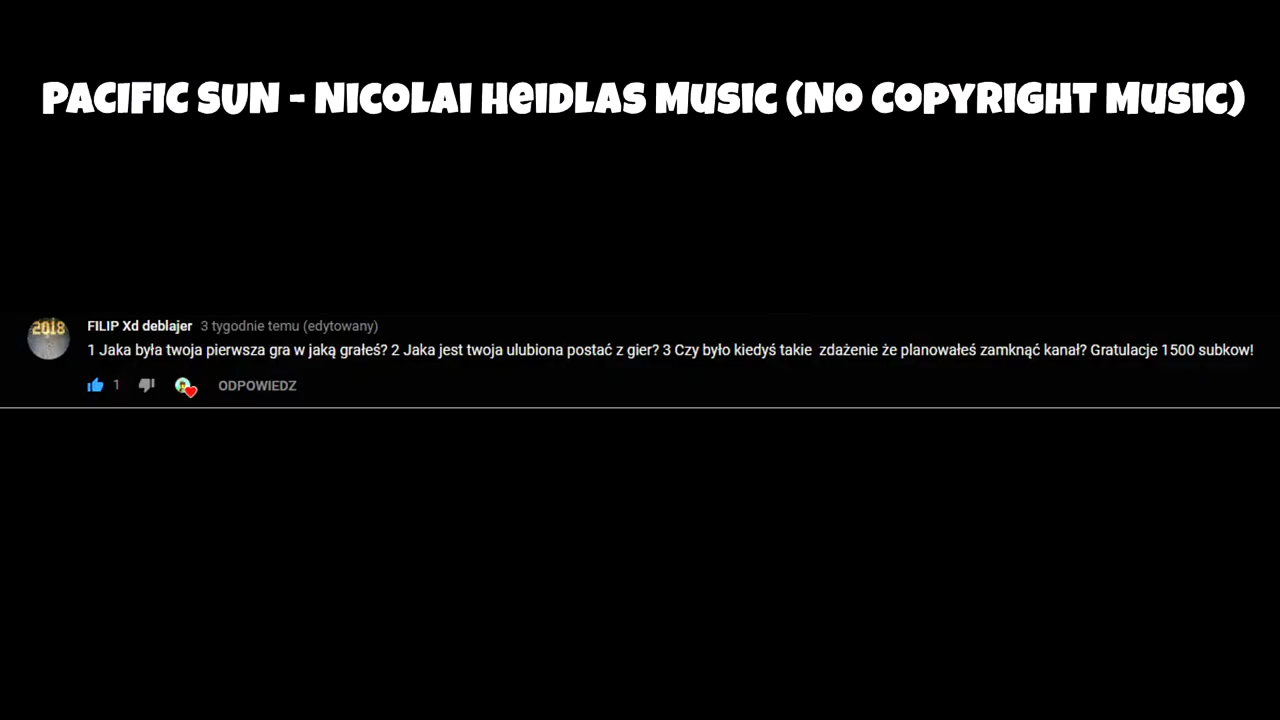 PACIFIC SUN - NICOLAI HEIDLAS MUSIC (NO COPYRIGHT MUSIC)
2018
FILIP Xd deblajer 3 tygodnie temu (edytowany)
1 Jaka była twoja pierwsza gra w jaką grałeś? 2 Jaka jest twoja ulubiona postać z gier? 3 Czy było kiedyś takie  zdażenie że planowałeś zamknąć kanał? Gratulacje 1500 subkow!
1 ODPOWIEDZ